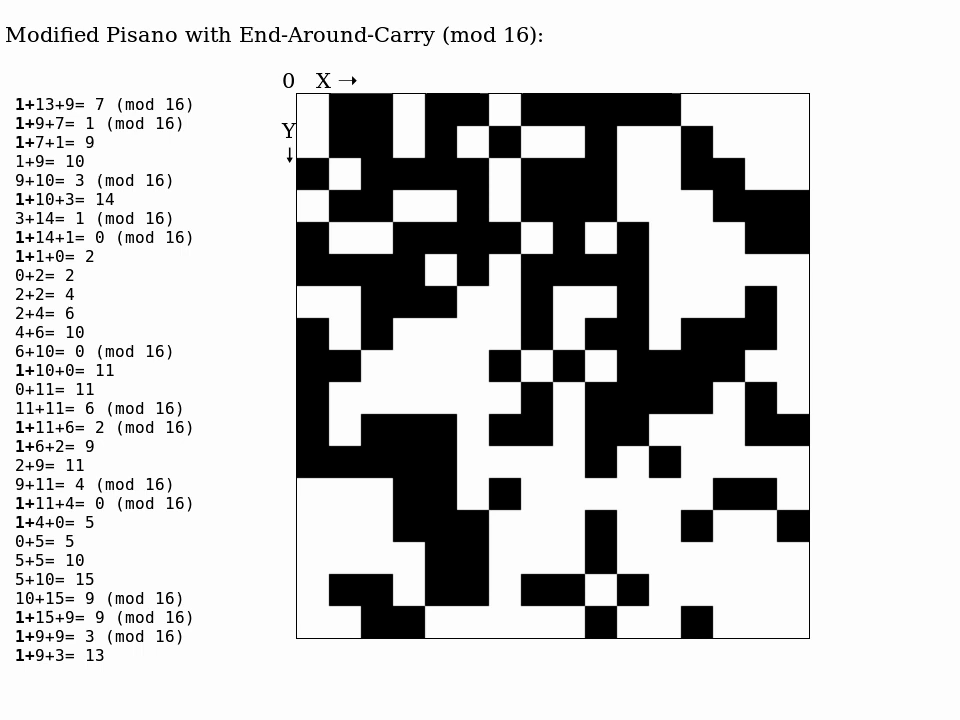 Modified Pisano with End-Around-Carry (mod 16):
0 X →
Y
↓
1+13+9= 7 (mod 16)
1+9+7= 1 (mod 16)
1+7+1= 9
1+9= 10
9+10= 3 (mod 16)
1+10+3= 14
3+14= 1 (mod 16)
1+14+1= 0 (mod 16)
1+1+0= 2
0+2= 2
2+2= 4
2+4= 6
4+6= 10
6+10= 0 (mod 16)
1+10+0= 11
0+11= 11
11+11= 6 (mod 16)
1+11+6= 2 (mod 16)
1+6+2= 9
2+9= 11
9+11= 4 (mod 16)
1+11+4= 0 (mod 16)
1+4+0= 5
0+5= 5
5+5= 10
5+10= 15
10+15= 9 (mod 16)
1+15+9= 9 (mod 16)
1+9+9= 3 (mod 16)
1+9+3= 13